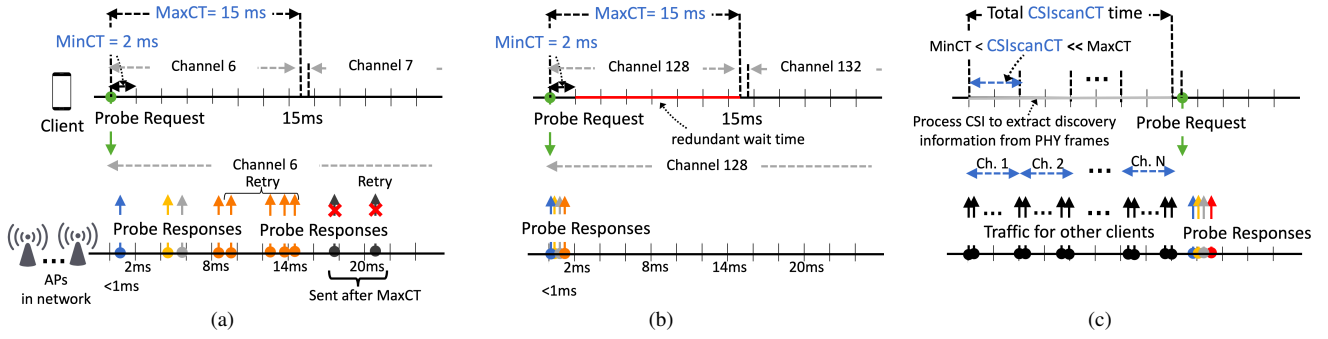 MaxCT= 15 ms
MinCT = 2 ms
Channel 6
Channel 7
Client
Probe Request
15ms
Channel 6
Retry
Retry
Probe Responses
Probe Responses
2ms
8ms
14ms
20ms
<1ms
APs
in network
Sent after MaxCT
(a)
MaxCT= 15 ms
MinCT = 2 ms
Channel 128
Channel 132
Probe Request
15ms
redundant wait time
Channel 128
Probe Responses
2ms
8ms
14ms
20ms
<1ms
(b)
Total CSIscanCT time
MinCT < CSIscanCT << MaxCT
...
Process CSI to extract discovery
information from PHY frames
Probe Request
Ch. 1
Ch. 2
...
Ch. N
...
...
...
Traffic for other clients
Probe Responses
(c)